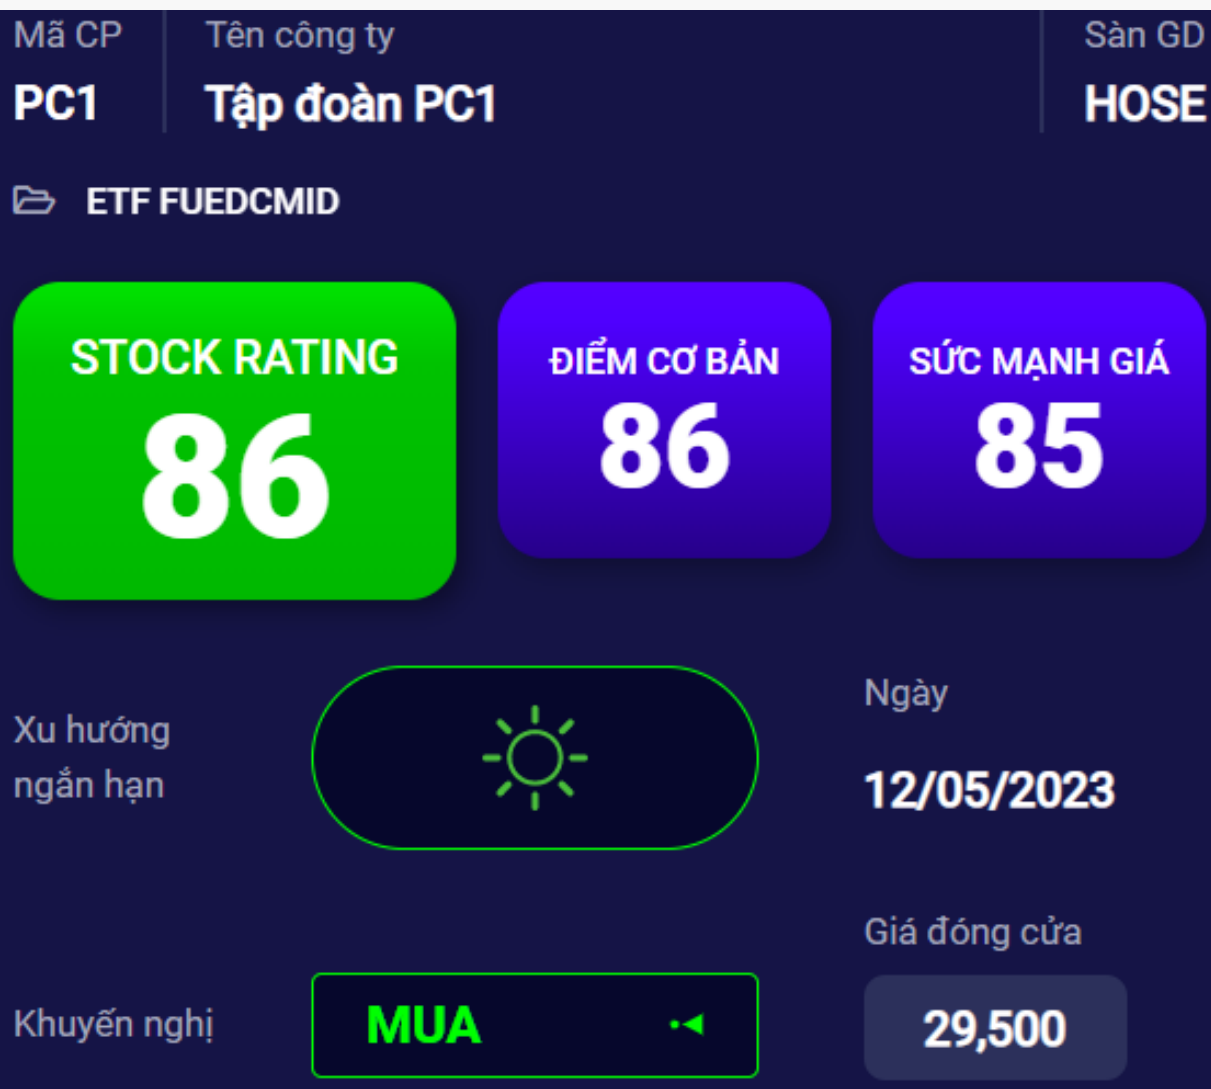 Mã CP
Tên công ty
Sàn GD
PC1
Tập đoàn PC1
HOSE
ETF FUEDCMID
STOCK RATING
86
ĐIỂM CƠ BẢN
86
SỨC MẠNH GIÁ
85
Xu hướng
ngắn hạn
Ngày
12/05/2023
Khuyến nghị
MUA
Giá đóng cửa
29,500